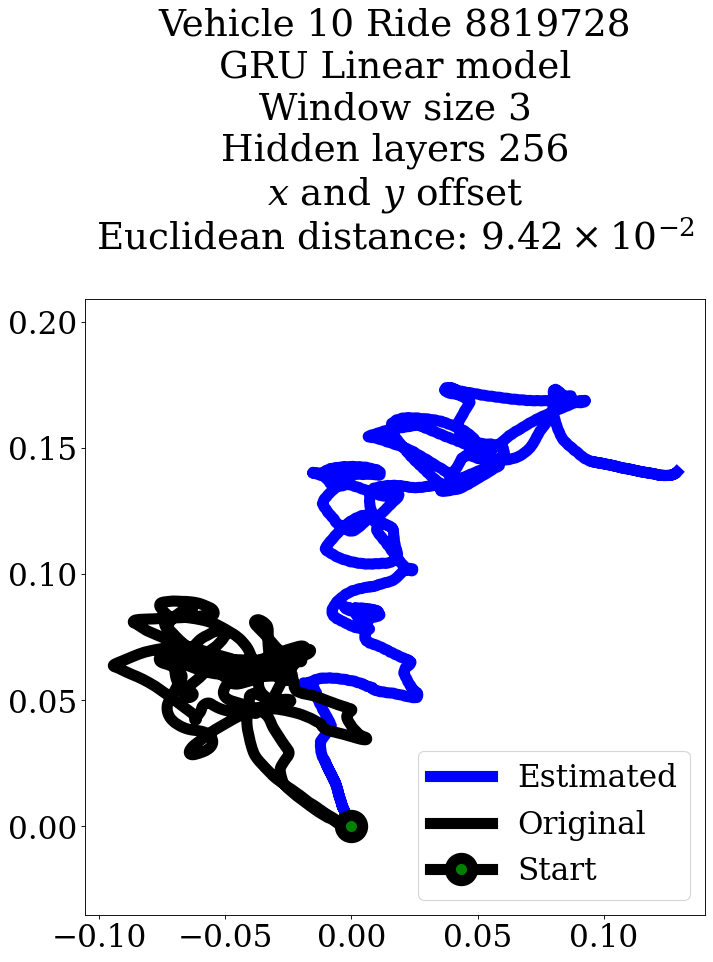 Vehicle 10 Ride 8819728
GRU Linear model
Window size 3
Hidden layers 256
x and y offset
Euclidean distance: 9.42 × 10⁻²
0.20
0.15
0.10
0.05
0.00
Estimated
Original
Start
−0.10 −0.05 0.00 0.05 0.10